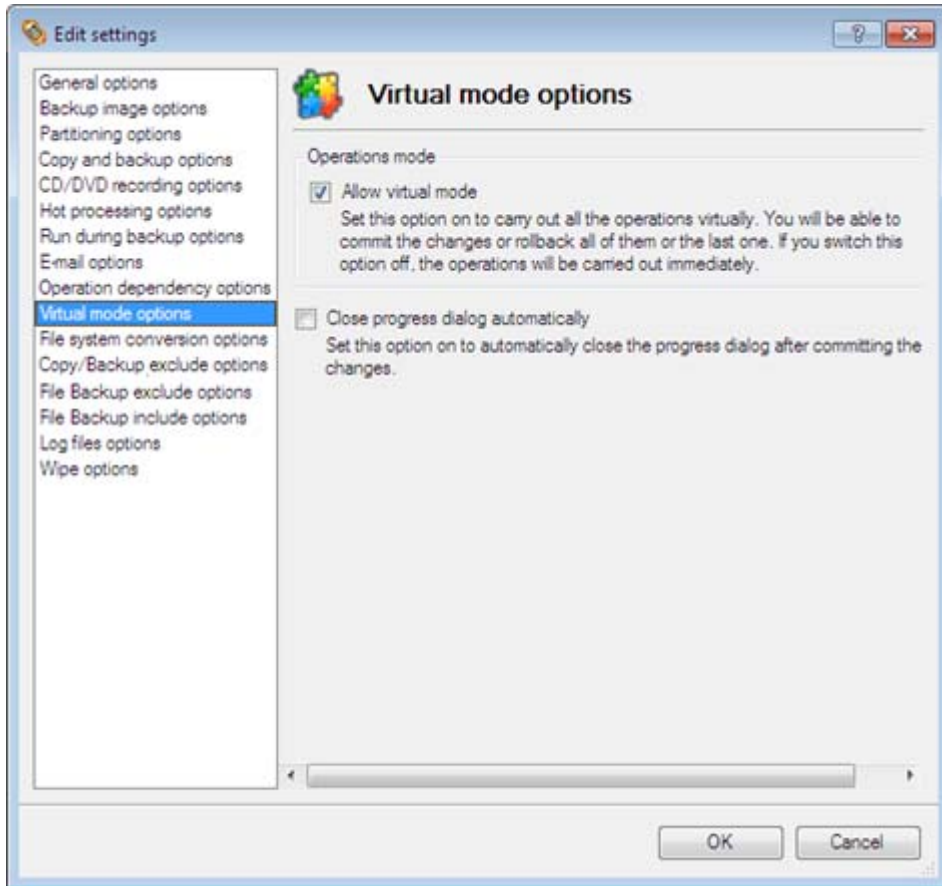 Edit settings
General options
Backup image options
Partitioning options
Copy and backup options
CD/DVD recording options
Hot processing options
Run during backup options
E-mail options
Operation dependency options
Virtual mode options
File system conversion options
Copy/Backup exclude options
File Backup exclude options
File Backup include options
Log files options
Wipe options
Virtual mode options
Operations mode
Allow virtual mode
Set this option on to carry out all the operations virtually. You will be able to
commit the changes or rollback all of them or the last one. If you switch this
option off, the operations will be carried out immediately.
Close progress dialog automatically
Set this option on to automatically close the progress dialog after committing the
changes.
OK
Cancel